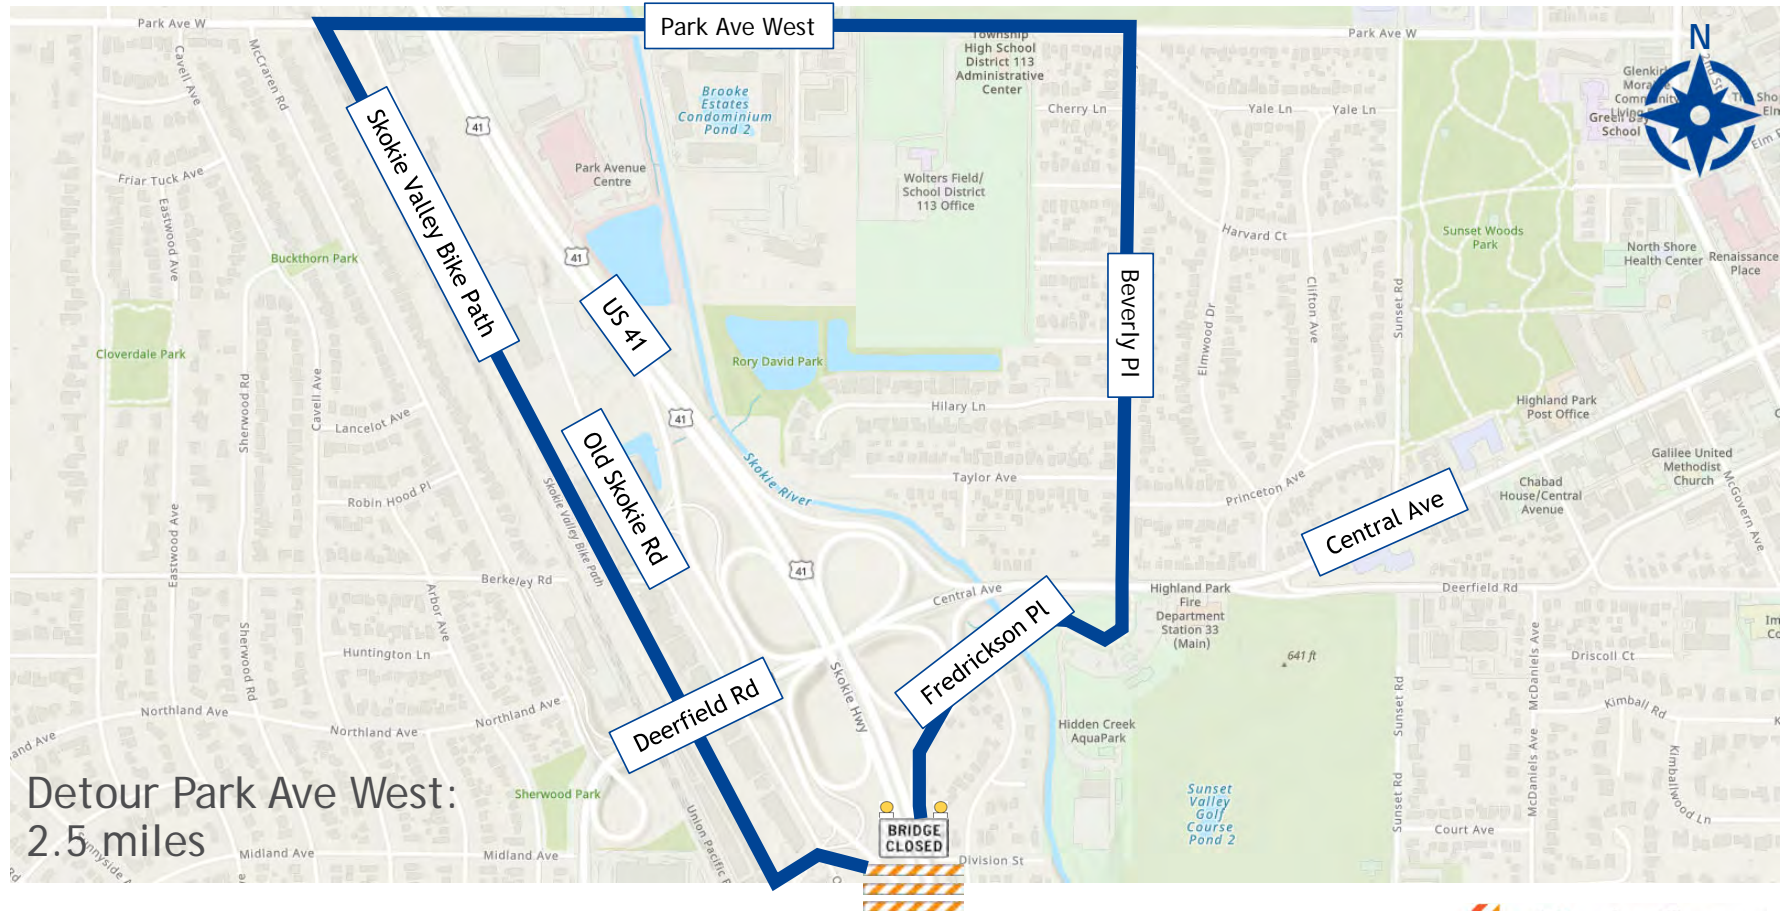 Park Ave W
Park Ave West
Park Ave W
N
Cavell Ave
McCraren Rd
Township
High School
District 113
Administrative
Center
Brooke
Estates
Condominium
Pond 2
Cherry Ln
Yale Ln
Yale Ln
2nd St
Green Bay
School
41
Skokie Valley Bike Path
Park Avenue
Centre
Wolters Field/
School District
113 Office
Friar Tuck Ave
Eastwood Ave
Harvard Ct
Sunset Woods
Park
North Shore
Health Center
Renaissance
Place
Buckthorn Park
41
US 41
Beverly Pl
Elmwood Dr
Clifton Ave
Sunset Rd
Cloverdale Park
Rory David Park
Sherwood Rd
Cavell Ave
Lancelot Ave
41
Hilary Ln
Highland Park
Post Office
Old Skokie Rd
Skokie River
Taylor Ave
Princeton Ave
Galilee United
Methodist
Church
Chabad
House/Central
Avenue
McGovern Ave
Robin Hood Pl
Skokie Valley Bike Path
Central Ave
Eastwood Ave
Berkeley Rd
Arbor Ave
41
Central Ave
Highland Park
Fire
Department
Station 33
(Main)
Deerfield Rd
Fredrickson Pl
Sherwood Rd
Huntington Ln
Skokie Hwy
641 ft
McDaniels Ave
Driscoll Ct
Deerfield Rd
Northland Ave
Northland Ave
Northland Ave
Sunset Rd
Kimball Rd
Hidden Creek
AquaPark
McDaniels Ave
Kimballwood Ln
Detour Park Ave West:
2.5 miles
Sherwood Park
Union Pacific
Sunset
Valley
Golf
Course
Pond 2
Sunset Rd
Court Ave
BRIDGE
CLOSED
Midland Ave
Midland Ave
Division St